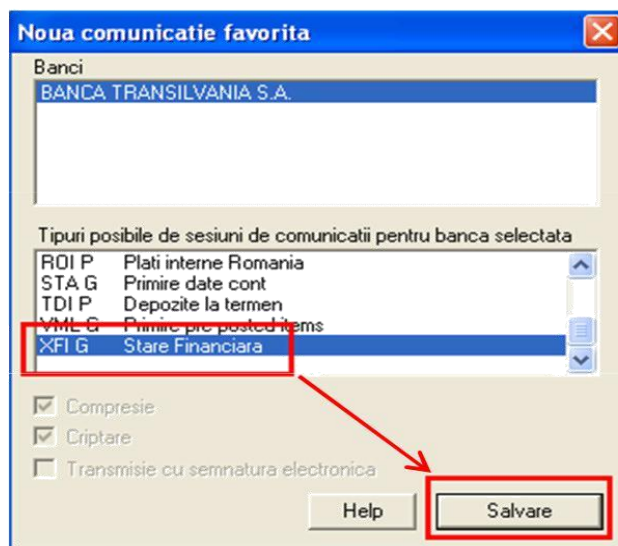 Noua comunicatie favorita
Banci
BANCA TRANSILVANIA S.A.
Tipuri posibile de sesiuni de comunicatii pentru banca selectata
ROI P Plati interne Romania
STA G Primire date cont
TDI P Depozite la termen
VML G Primire pre posted items
XFI G Stare Financiara
Compresie
Criptare
Transmisie cu semnatura electronica
Help Salvare